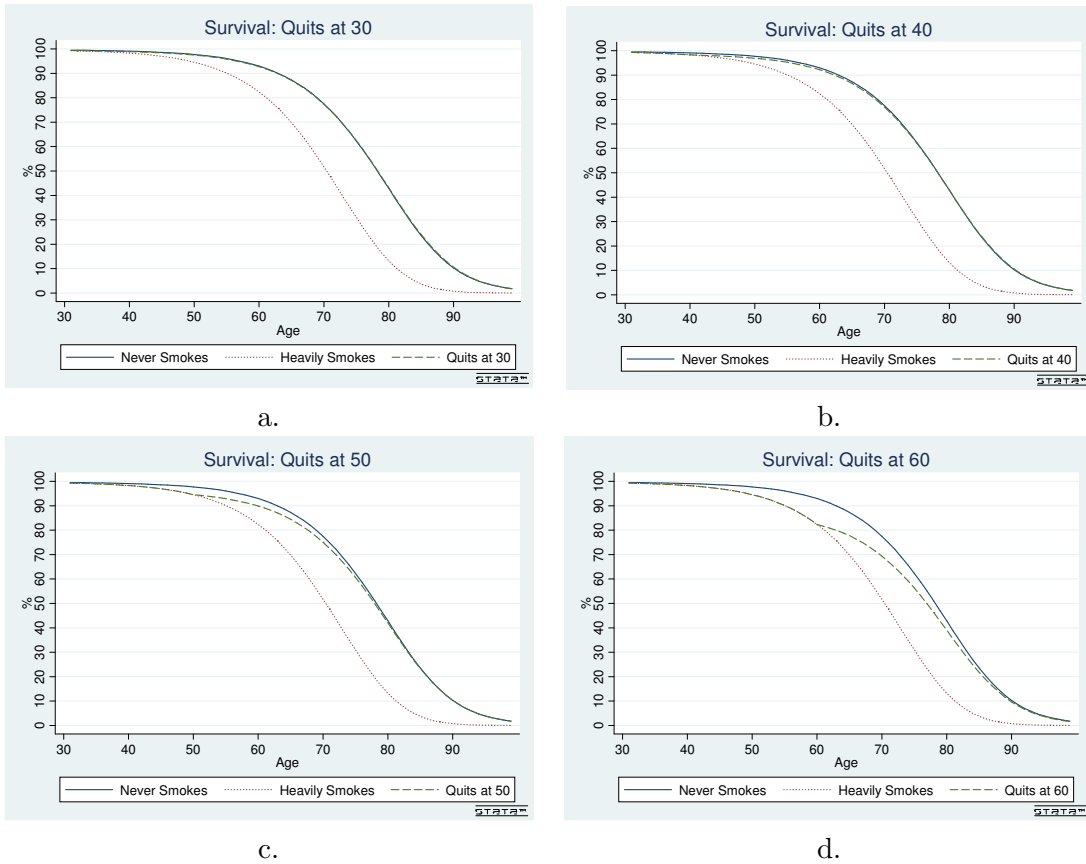 Survival: Quits at 30
100
90
80
70
60
50
40
30
20
10
0
%
30 40 50 60 70 80 90
Age
Never Smokes Heavily Smokes Quits at 30
STATA™
a.
Survival: Quits at 40
100
90
80
70
60
50
40
30
20
10
0
%
30 40 50 60 70 80 90
Age
Never Smokes Heavily Smokes Quits at 40
STATA™
b.
Survival: Quits at 50
100
90
80
70
60
50
40
30
20
10
0
%
30 40 50 60 70 80 90
Age
Never Smokes Heavily Smokes Quits at 50
STATA™
c.
Survival: Quits at 60
100
90
80
70
60
50
40
30
20
10
0
%
30 40 50 60 70 80 90
Age
Never Smokes Heavily Smokes Quits at 60
STATA™
d.